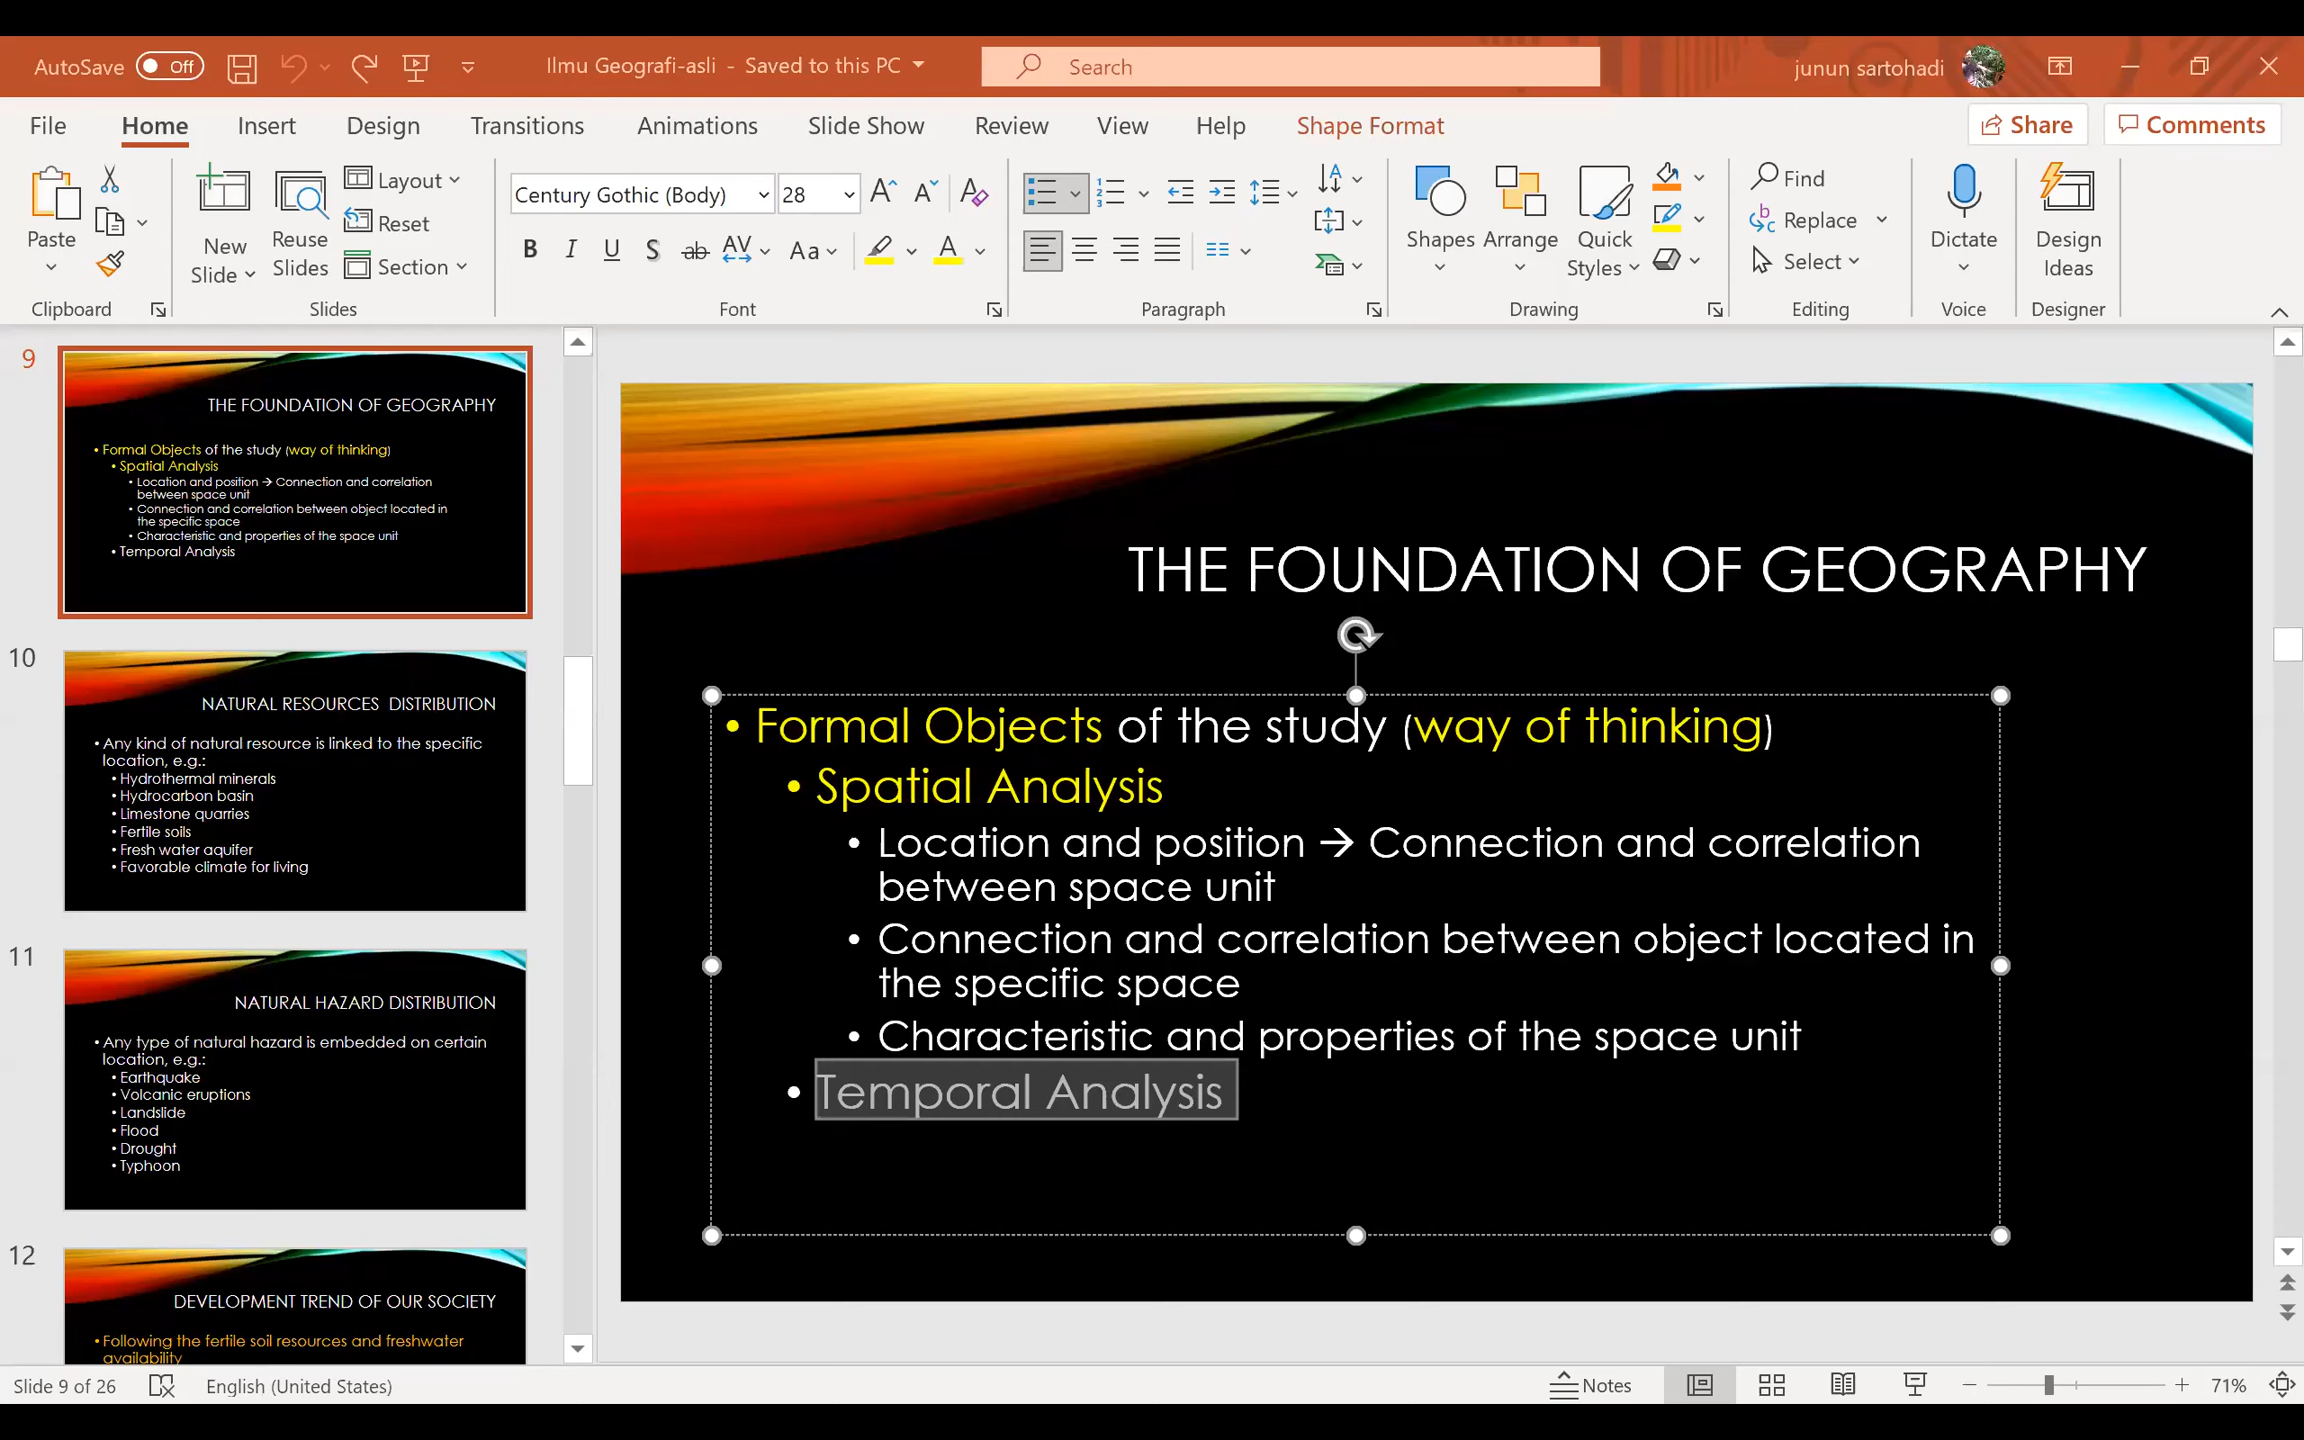 AutoSave Off Ilmu Geografi-asli - Saved to this PC Search junun sartohadi
File Home Insert Design Transitions Animations Slide Show Review View Help Shape Format Share Comments
Paste
Clipboard
New Slide
Reuse Slides
Layout
Reset
Section
Slides
Century Gothic (Body) 28
B I U S ab AV Aa A
Font
Paragraph
Shapes Arrange Quick Styles
Drawing
Find
Replace
Select
Editing
Dictate
Voice
Design Ideas
Designer
9
THE FOUNDATION OF GEOGRAPHY
• Formal Objects of the study (way of thinking)
• Spatial Analysis
• Location and position → Connection and correlation
between space unit
• Connection and correlation between object located in
the specific space
• Characteristic and properties of the space unit
• Temporal Analysis
10
NATURAL RESOURCES DISTRIBUTION
• Any kind of natural resource is linked to the specific
location, e.g.:
• Hydrothermal minerals
• Hydrocarbon basin
• Limestone quarries
• Fertile soils
• Fresh water aquifer
• Favorable climate for living
11
NATURAL HAZARD DISTRIBUTION
• Any type of natural hazard is embedded on certain
location, e.g.:
• Earthquake
• Volcanic eruptions
• Landslide
• Flood
• Drought
• Typhoon
12
DEVELOPMENT TREND OF OUR SOCIETY
• Following the fertile soil resources and freshwater
availability
THE FOUNDATION OF GEOGRAPHY
• Formal Objects of the study (way of thinking)
• Spatial Analysis
• Location and position → Connection and correlation
between space unit
• Connection and correlation between object located in
the specific space
• Characteristic and properties of the space unit
• Temporal Analysis
Slide 9 of 26 English (United States) Notes 71%